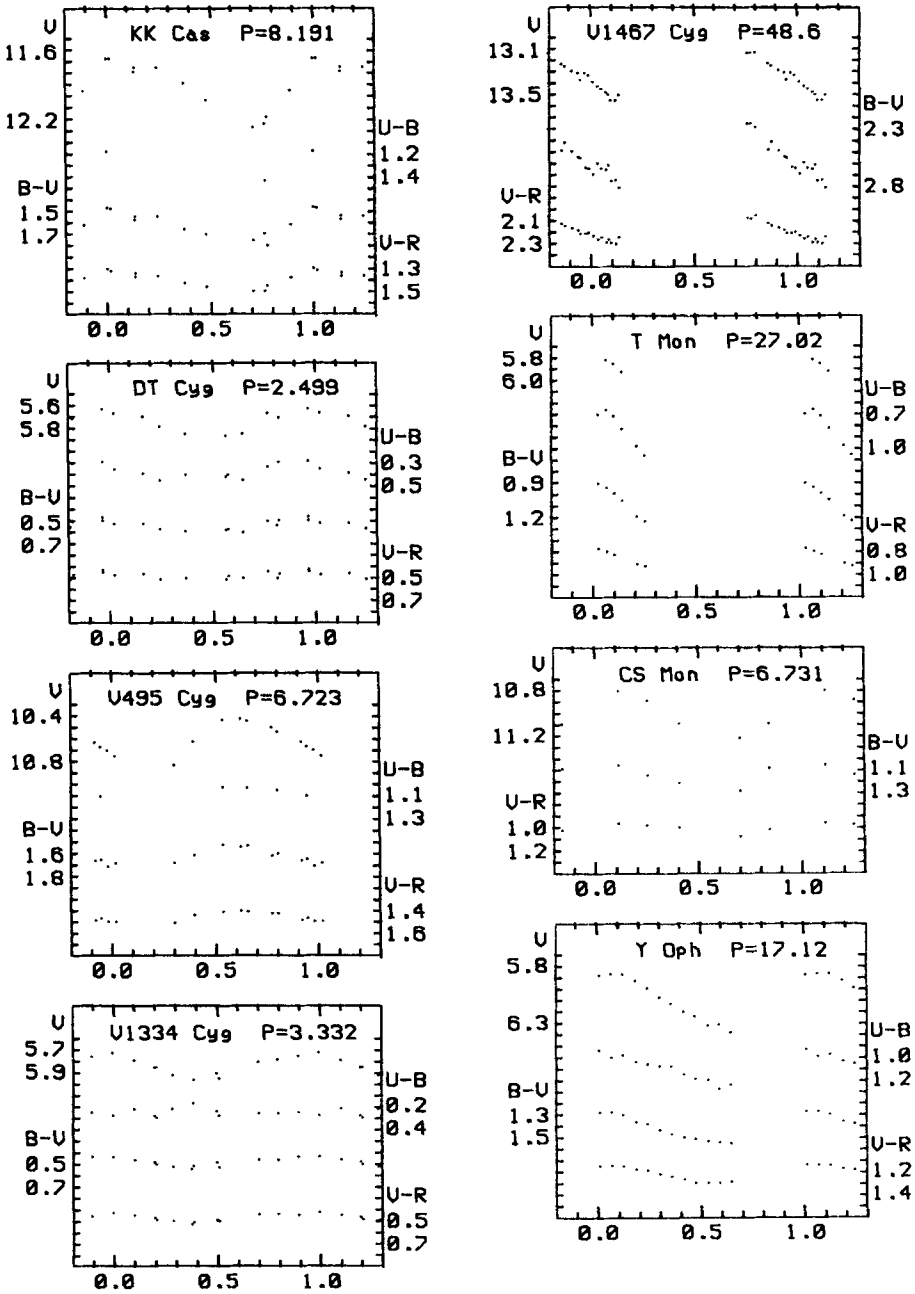 KK Cas P=8.191
V
11.6
12.2
B-V
1.5
1.7
U-B
1.2
1.4
V-R
1.3
1.5
0.0 0.5 1.0
DT Cyg P=2.499
V
5.6
5.8
B-V
0.5
0.7
U-B
0.3
0.5
V-R
0.5
0.7
0.0 0.5 1.0
V495 Cyg P=6.723
V
10.4
10.8
B-V
1.6
1.8
U-B
1.1
1.3
V-R
1.4
1.6
0.0 0.5 1.0
V1334 Cyg P=3.332
V
5.7
5.9
B-V
0.5
0.7
U-B
0.2
0.4
V-R
0.5
0.7
0.0 0.5 1.0
V1467 Cyg P=48.6
V
13.1
13.5
V-R
2.1
2.3
B-V
2.3
2.8
0.0 0.5 1.0
T Mon P=27.02
V
5.8
6.0
B-V
0.9
1.2
U-B
0.7
1.0
V-R
0.8
1.0
0.0 0.5 1.0
CS Mon P=6.731
V
10.8
11.2
V-R
1.0
1.2
B-V
1.1
1.3
0.0 0.5 1.0
Y Oph P=17.12
V
5.8
6.3
B-V
1.3
1.5
U-B
1.0
1.2
V-R
1.2
1.4
0.0 0.5 1.0